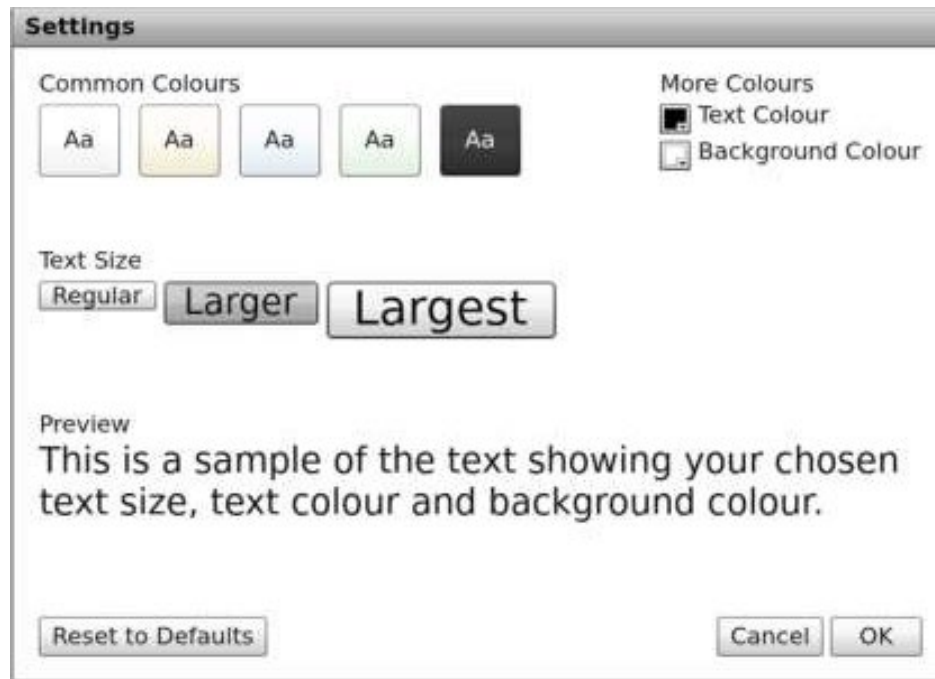 Settings
Common Colours
Aa Aa Aa Aa Aa
More Colours
Text Colour
Background Colour
Text Size
Regular Larger Largest
Preview
This is a sample of the text showing your chosen
text size, text colour and background colour.
Reset to Defaults Cancel OK